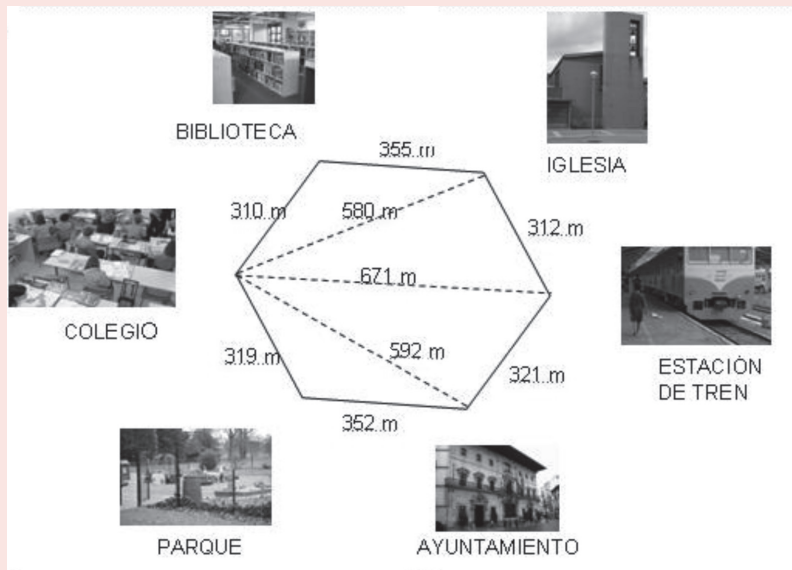 BIBLIOTECA
355 m
IGLESIA
310 m
580 m
312 m
671 m
COLEGIO
319 m
592 m
321 m
ESTACIÓN
DE TREN
352 m
PARQUE
AYUNTAMIENTO